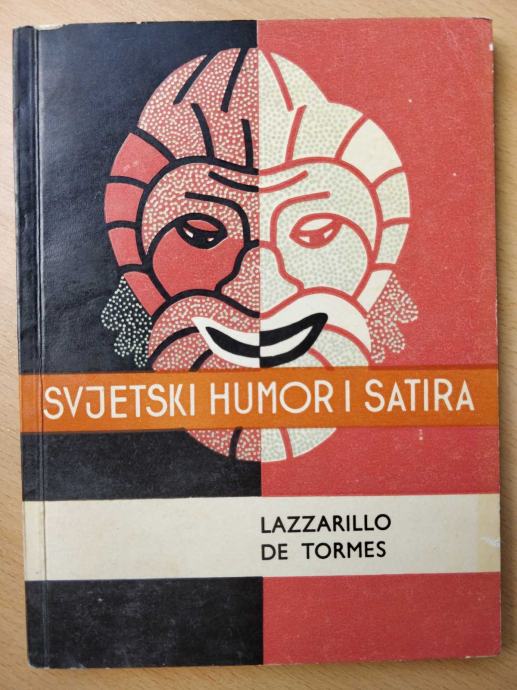 SVJETSKI HUMOR I SATIRA
LAZZARILLO
DE TORMES